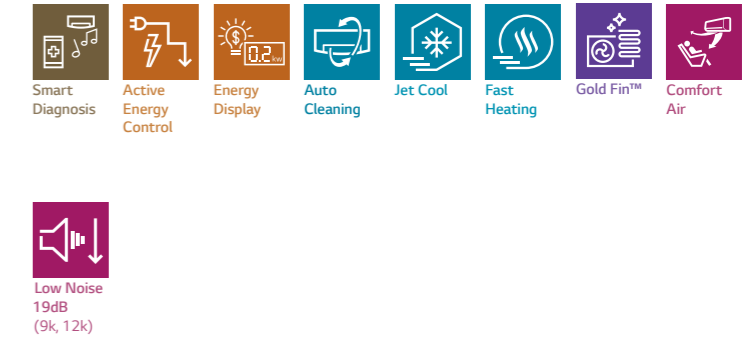 $
0.2 kw
Smart
Diagnosis
Active
Energy
Control
Energy
Display
Auto
Cleaning
Jet Cool
Fast
Heating
Gold Fin™
Comfort
Air
Low Noise
19dB
(9k, 12k)